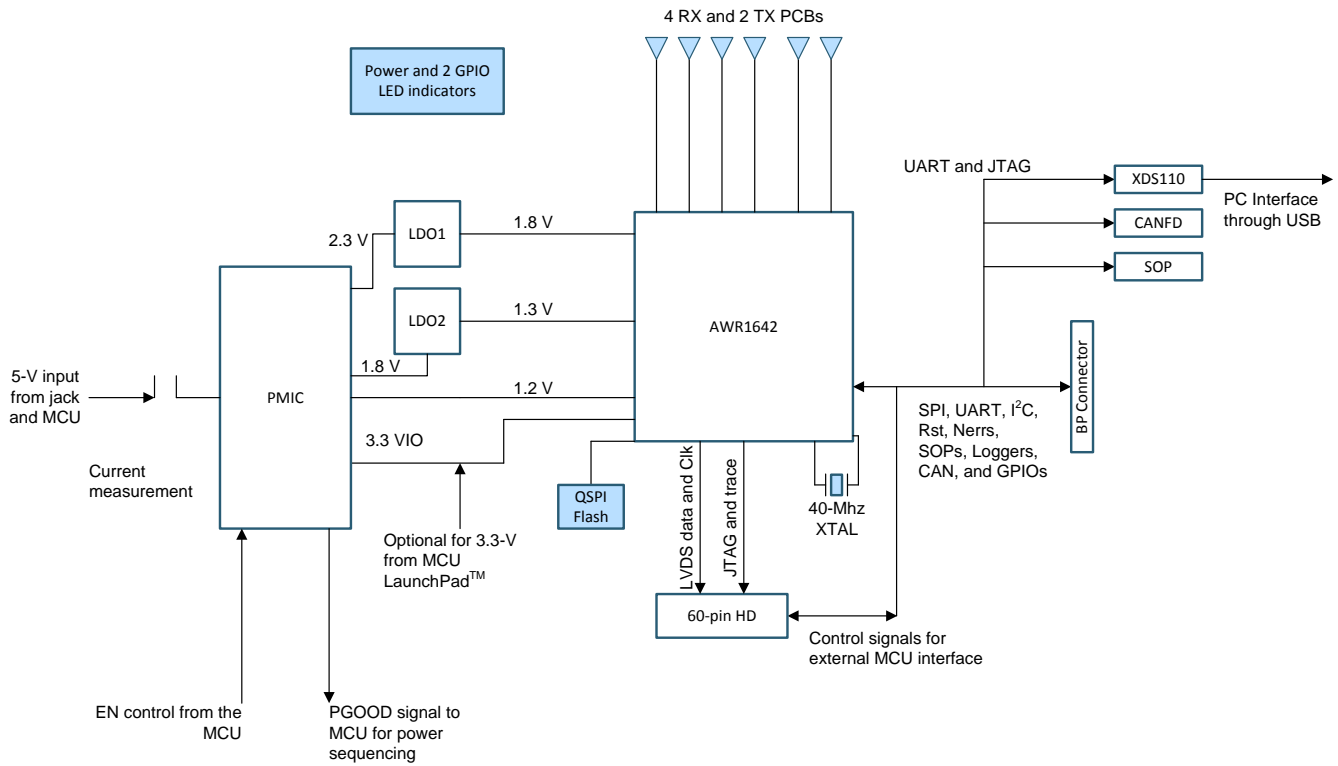 4 RX and 2 TX PCBs
Power and 2 GPIO
LED indicators
UART and JTAG
XDS110
PC Interface
through USB
CANFD
SOP
LDO1
2.3 V
1.8 V
LDO2
1.3 V
1.8 V
AWR1642
5-V input
from jack
and MCU
PMIC
1.2 V
3.3 VIO
Current
measurement
BP Connector
SPI, UART, I²C,
Rst, Nerrs,
SOPs, Loggers,
CAN, and GPIOs
QSPI
Flash
LVDS data and Clk
JTAG and trace
40-Mhz
XTAL
Optional for 3.3-V
from MCU
LaunchPad™
60-pin HD
Control signals for
external MCU interface
EN control from the
MCU
PGOOD signal to
MCU for power
sequencing